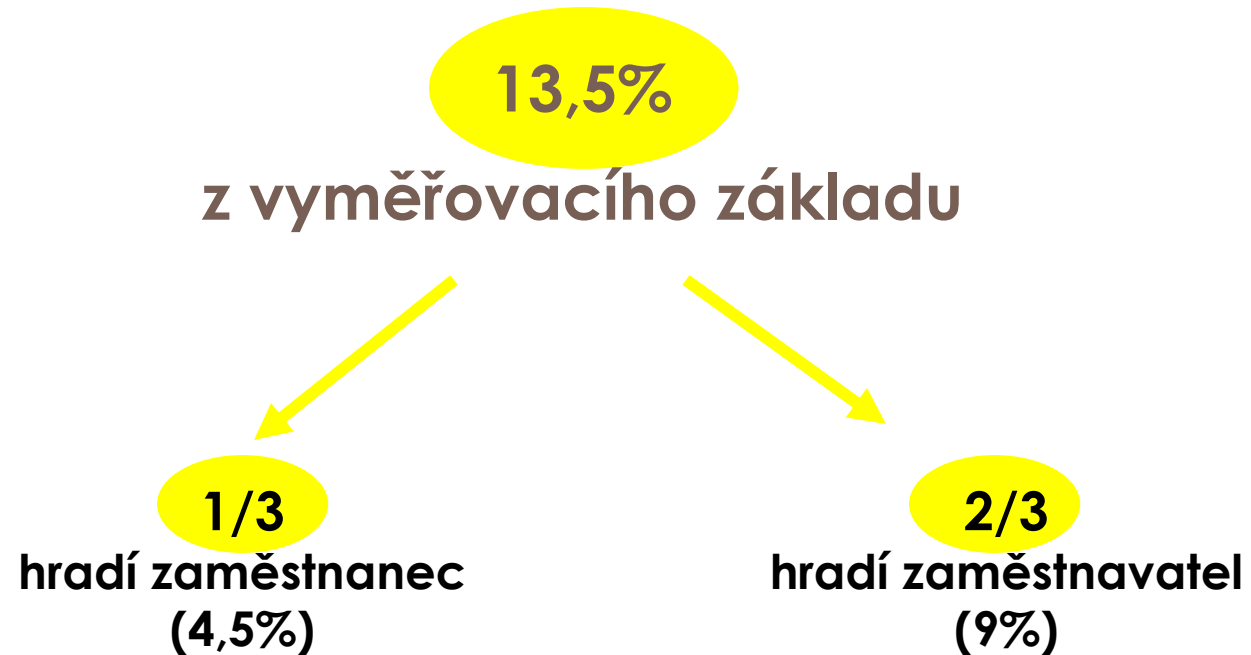 13,5%
z vyměřovacího základu
1/3
hradí zaměstnanec
(4,5%)
2/3
hradí zaměstnavatel
(9%)